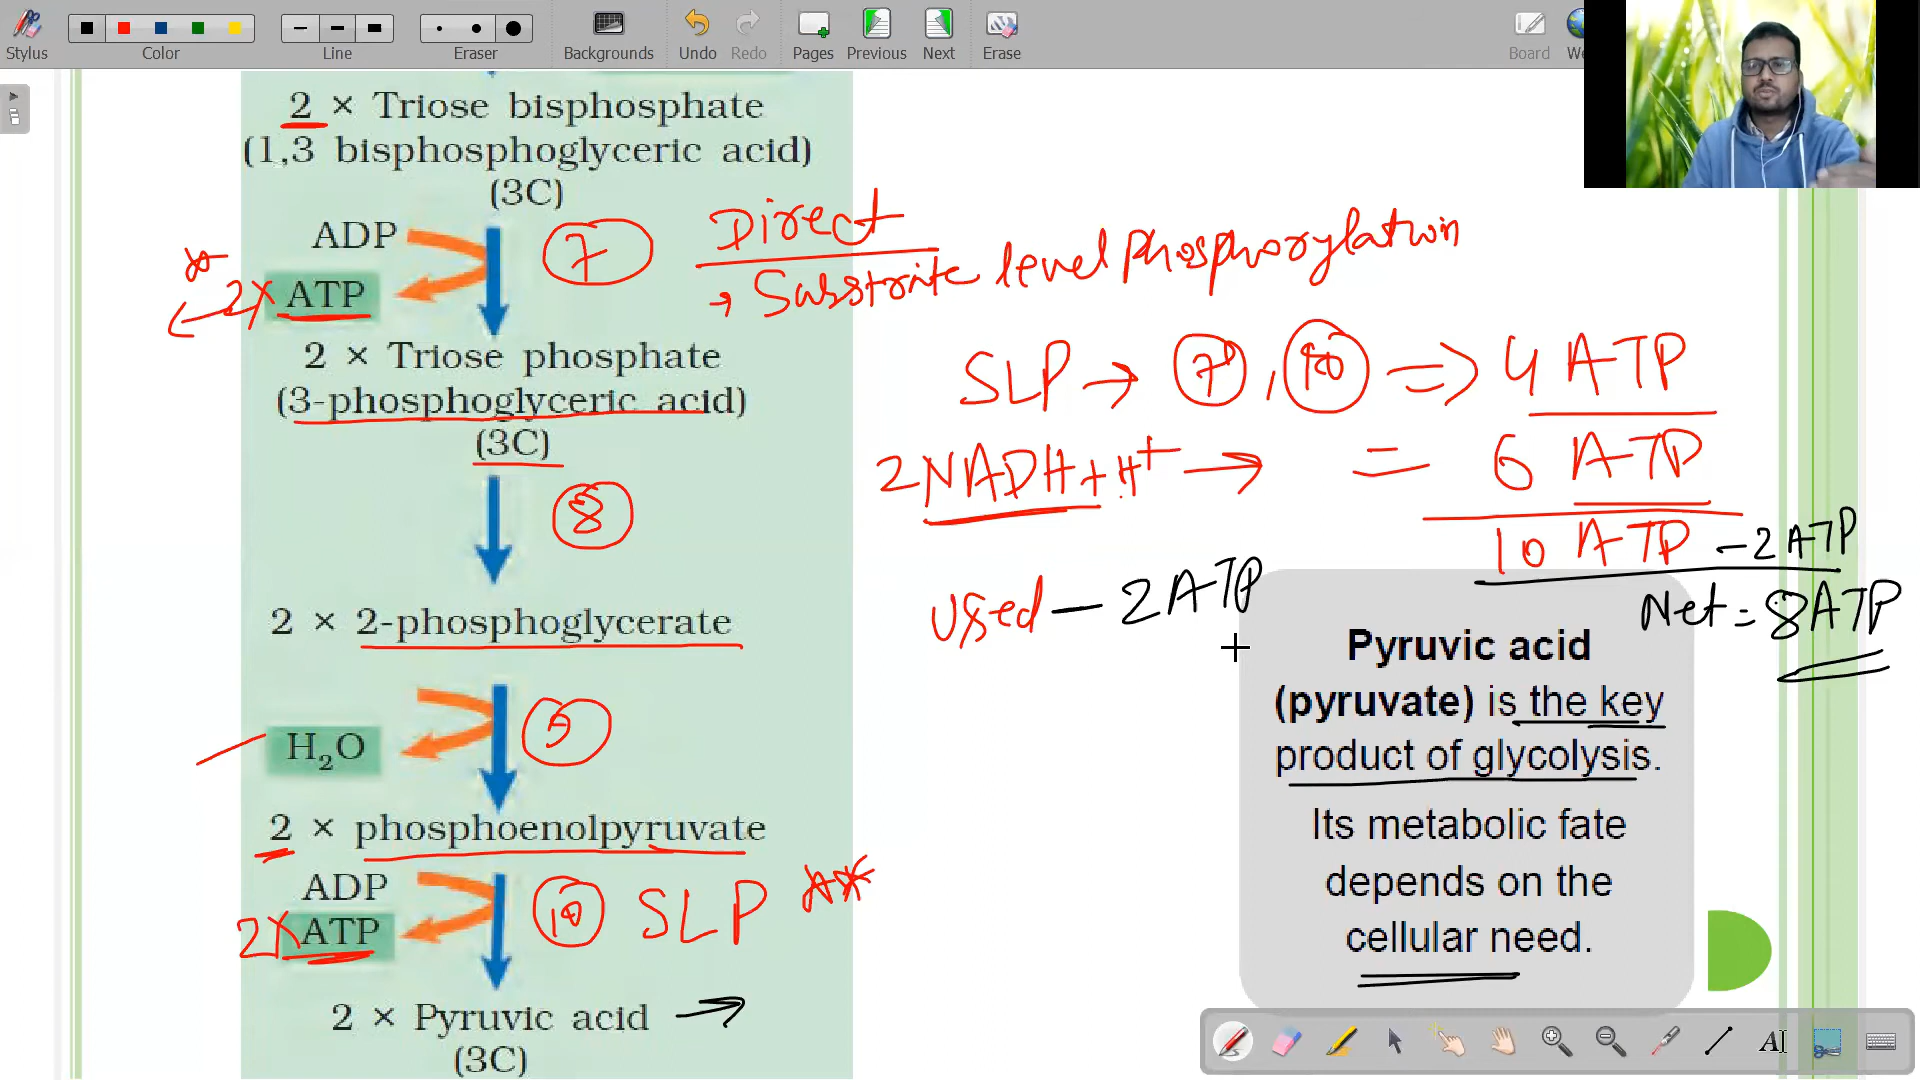 Stylus
Color
Line
Eraser
Backgrounds
Undo
Redo
Pages
Previous
Next
Erase
Board
2 × Triose bisphosphate
(1,3 bisphosphoglyceric acid)
(3C)
ADP
7
Direct
→ Substrate level phosphorylation
2X ATP
2 × Triose phosphate
(3-phosphoglyceric acid)
(3C)
SLP → 7, 10 => 4 ATP
2NADH+H+ → = 6 ATP
10 ATP - 2 ATP
8
Used - 2ATP
Net = 8ATP
2 × 2-phosphoglycerate
H2O
9
2 × phosphoenolpyruvate
ADP
2X ATP
10 SLP
2 × Pyruvic acid →
(3C)
Pyruvic acid
(pyruvate) is the key
product of glycolysis.
Its metabolic fate
depends on the
cellular need.